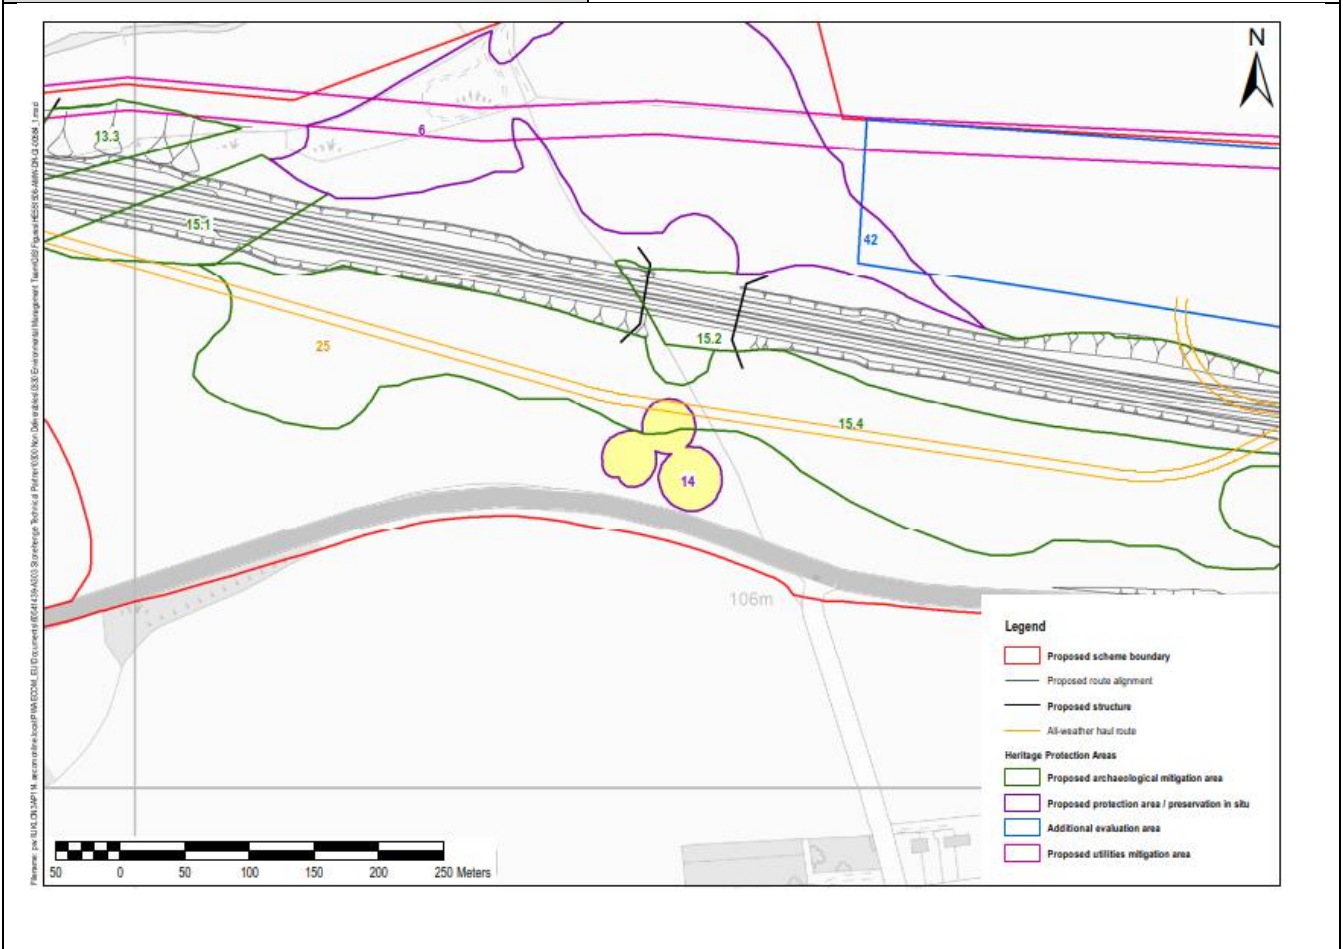 N
13.3
6
15.1
42
25
15.2
15.4
14
106m
Legend
Proposed scheme boundary
Proposed route alignment
Proposed structure
All-weather haul route
Heritage Protection Areas
Proposed archaeological mitigation area
Proposed protection area / preservation in situ
Additional evaluation area
Proposed utilities mitigation area
50 0 50 100 150 200 250 Meters